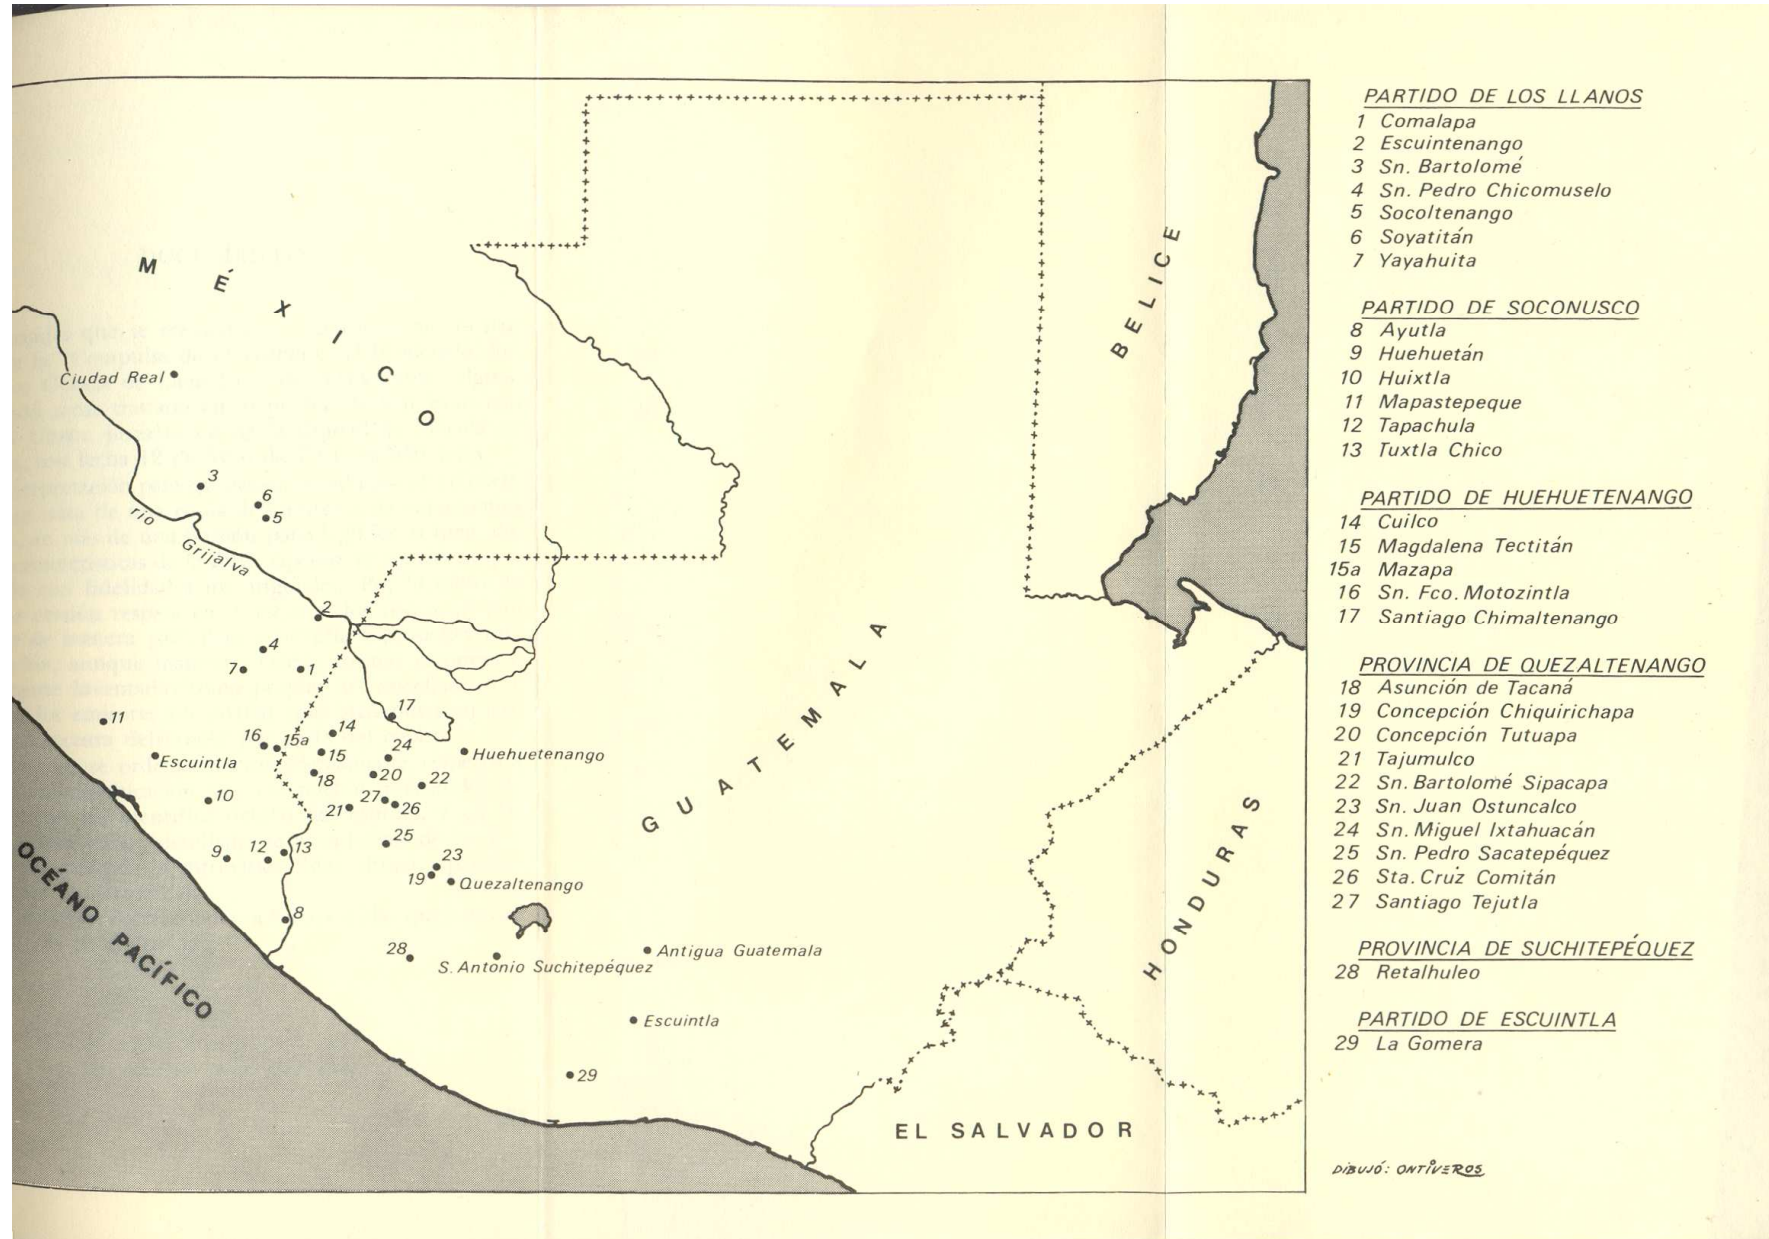 MÉXICO
Ciudad Real
3
6
5
río Grijalva
2
4
7
1
11
17
14
16
15a
15
24
Huehuetenango
Escuintla
18
20
22
10
21
27
26
25
9
12
13
23
19
Quezaltenango
8
28
S. Antonio Suchitepéquez
Antigua Guatemala
Escuintla
29
OCÉANO PACÍFICO
GUATEMALA
BELICE
HONDURAS
EL SALVADOR
PARTIDO DE LOS LLANOS
1 Comalapa
2 Escuintenango
3 Sn. Bartolomé
4 Sn. Pedro Chicomuselo
5 Socoltenango
6 Soyatitán
7 Yayahuita
PARTIDO DE SOCONUSCO
8 Ayutla
9 Huehuetán
10 Huixtla
11 Mapastepeque
12 Tapachula
13 Tuxtla Chico
PARTIDO DE HUEHUETENANGO
14 Cuilco
15 Magdalena Tectitán
15a Mazapa
16 Sn. Fco. Motozintla
17 Santiago Chimaltenango
PROVINCIA DE QUEZALTENANGO
18 Asunción de Tacaná
19 Concepción Chiquirichapa
20 Concepción Tutuapa
21 Tajumulco
22 Sn. Bartolomé Sipacapa
23 Sn. Juan Ostuncalco
24 Sn. Miguel Ixtahuacán
25 Sn. Pedro Sacatepéquez
26 Sta. Cruz Comitán
27 Santiago Tejutla
PROVINCIA DE SUCHITEPÉQUEZ
28 Retalhuleo
PARTIDO DE ESCUINTLA
29 La Gomera
DIBUJÓ: ONTIVEROS